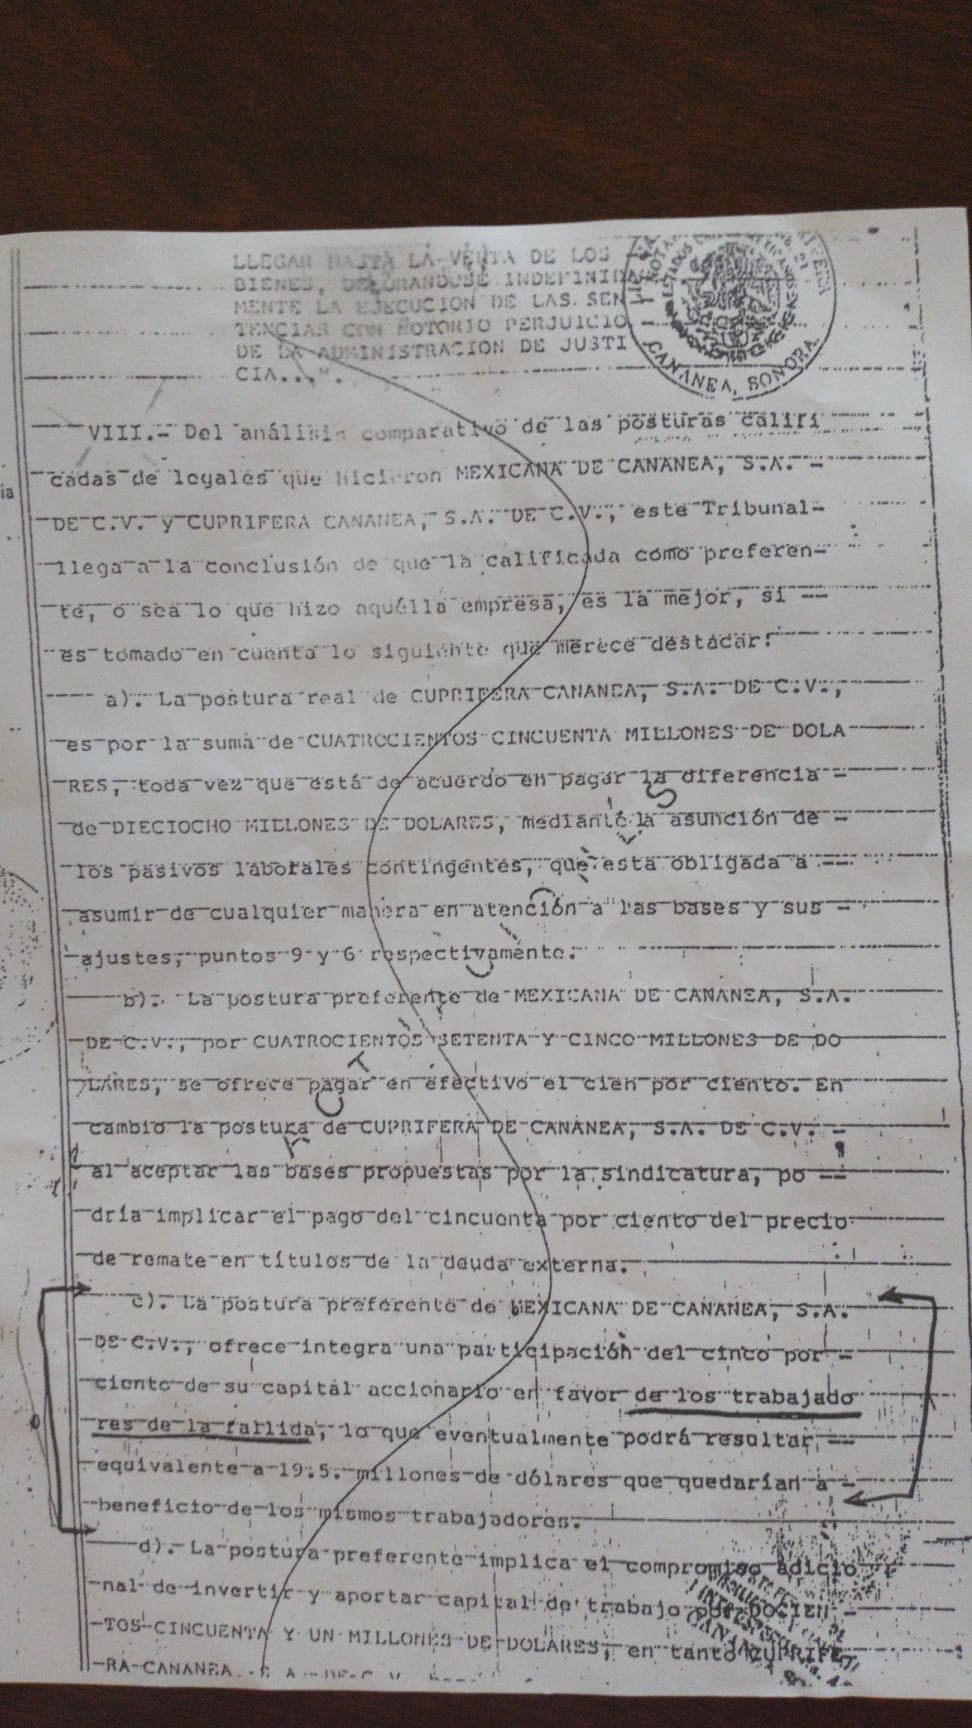 LLEGAR HASTA LA VENTA DE LOS
BIENES, DEMORANDOSE INDEFINID
MENTE LA EJECUCION DE LAS SEN
TENCIAS CON NOTORIO PERJUICIO
DE LA ADMINISTRACION DE JUSTI
CIA...".
CANANEA, SONORA
VIII.- Del análisis comparativo de las posturas califi
cadas de legales que hicieron MEXICANA DE CANANEA, S.A. -
DE C.V. y CUPRIFERA CANANEA, S.A. DE C.V., este Tribunal-
llega a la conclusión de que la calificada como preferen-
te, o sea lo que hizo aquélla empresa, es la mejor, si --
es tomado en cuenta lo siguiente que merece destacar:
a). La postura real de CUPRIFERA CANANEA, S.A. DE C.V.,
es por la suma de CUATROCIENTOS CINCUENTA MILLONES DE DOLA
RES, toda vez que está de acuerdo en pagar la diferencia -
de DIECIOCHO MILLONES DE DOLARES, mediante la asunción de -
los pasivos laborales contingentes, que está obligada a --
asumir de cualquier manera en atención a las bases y sus -
ajustes, puntos 9 y 6 respectivamente.
b). La postura preferente de MEXICANA DE CANANEA, S.A.
DE C.V., por CUATROCIENTOS SETENTA Y CINCO MILLONES DE DO
LARES, se ofrece pagar en efectivo el cien por ciento. En
cambio la postura de CUPRIFERA DE CANANEA, S.A. DE C.V. -
al aceptar las bases propuestas por la sindicatura, po --
dría implicar el pago del cincuenta por ciento del precio
de remate en títulos de la deuda externa.
c). La postura preferente de MEXICANA DE CANANEA, S.A.
DE C.V., ofrece integra una participación del cinco por -
ciento de su capital accionario en favor de los trabajado
res de la fallida, lo que eventualmente podrá resultar --
equivalente a 19.5. millones de dólares que quedarían a -
beneficio de los mismos trabajadores.
d). La postura preferente implica el compromiso adicio
nal de invertir y aportar capital de trabajo por DOCIEN -
TOS CINCUENTA Y UN MILLONES DE DOLARES, en tanto CUPRIFE-
RA CANANEA S.A. DE C.V.